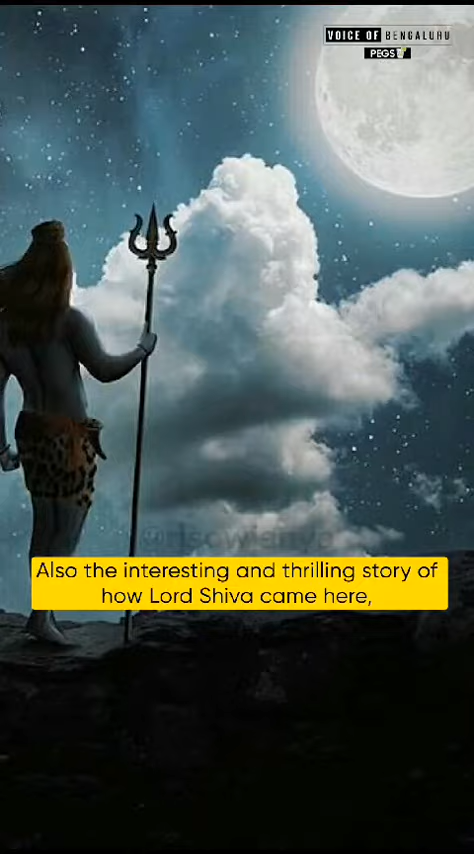 VOICE OF BENGALURU
PEGS
Also the interesting and thrilling story of
how Lord Shiva came here,